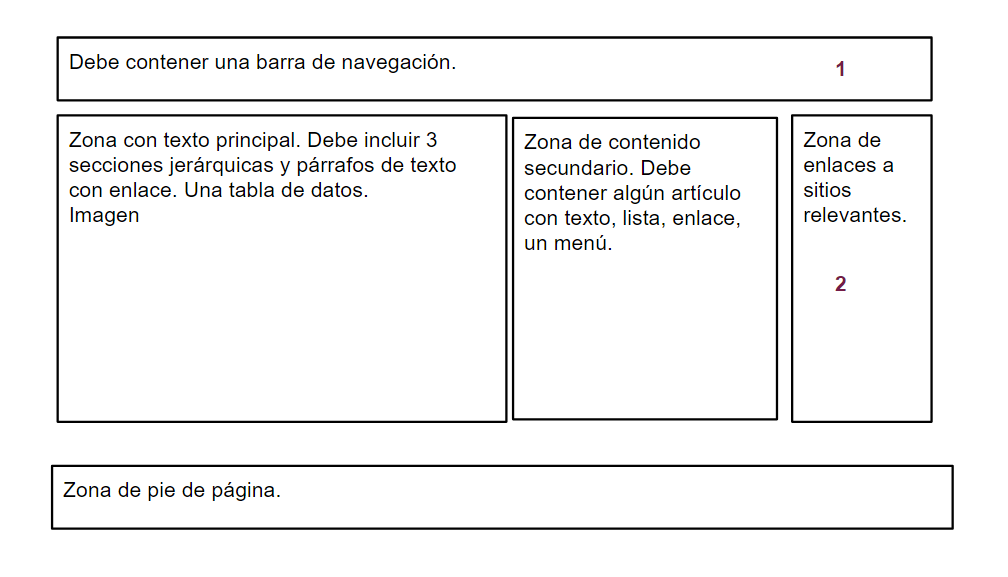 Debe contener una barra de navegación.
1
Zona con texto principal. Debe incluir 3
secciones jerárquicas y párrafos de texto
con enlace. Una tabla de datos.
Imagen
Zona de contenido
secundario. Debe
contener algún artículo
con texto, lista, enlace,
un menú.
Zona de
enlaces a
sitios
relevantes.
2
Zona de pie de página.